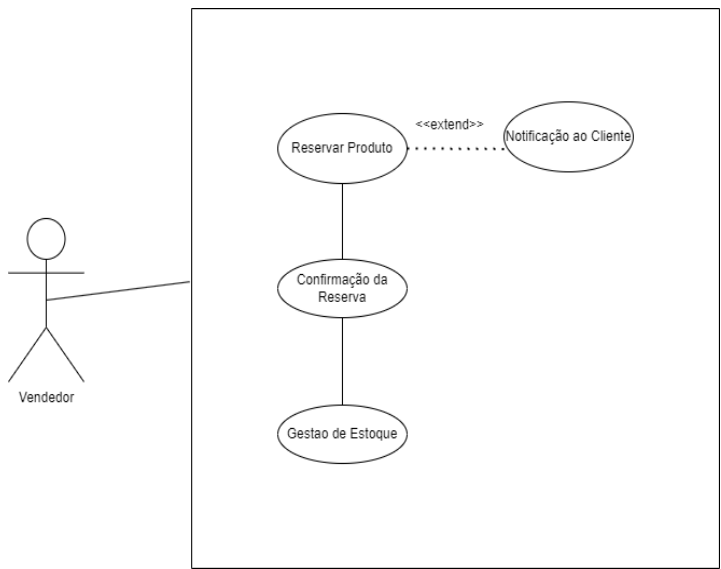 <<extend>>
Reservar Produto
Notificação ao Cliente
Confirmação da
Reserva
Vendedor
Gestao de Estoque